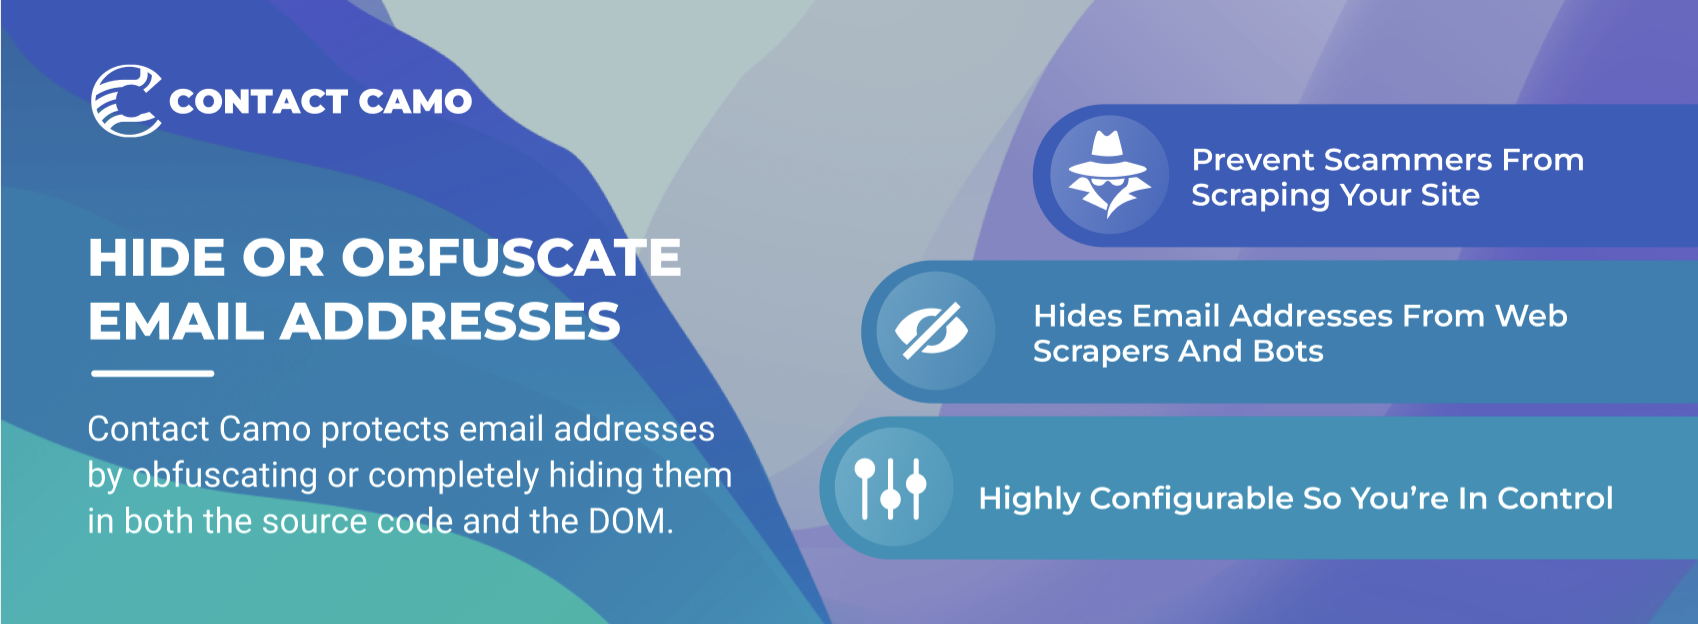 CONTACT CAMO
HIDE OR OBFUSCATE
EMAIL ADDRESSES
Contact Camo protects email addresses
by obfuscating or completely hiding them
in both the source code and the DOM.
Prevent Scammers From
Scraping Your Site
Hides Email Addresses From Web
Scrapers And Bots
Highly Configurable So You’re In Control